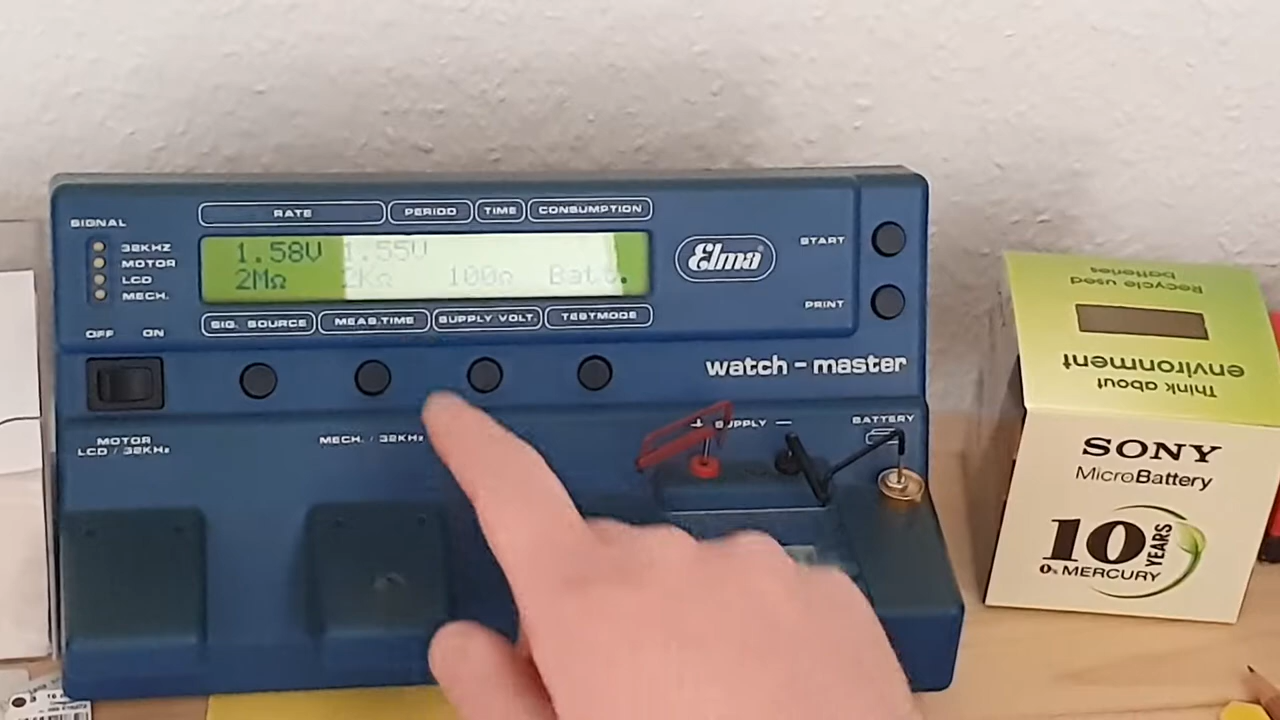 SIGNAL
32KHZ
MOTOR
LCD
MECH.
OFF ON
RATE PERIOD TIME CONSUMPTION
1.58V 1.55V
2MΩ 2KΩ 100Ω Batt.
SIG. SOURCE MEAS.TIME SUPPLY VOLT. TESTMODE
Elma
START
PRINT
watch-master
MOTOR
LCD / 32KHz
MECH. / 32KHz
+ SUPPLY −
BATTERY
Recycle used
batteries
environment
Think about
SONY
MicroBattery
10 YEARS
0% MERCURY